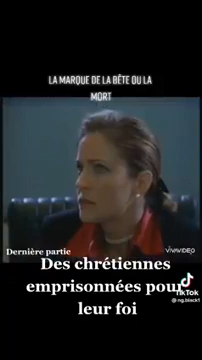 LA MARQUE DE LA BÊTE OU LA
MORT
VIVAVIDEO
Dernière partie
Des chrétiennes
emprisonnées pour
leur foi
TikTok
@ng.black1